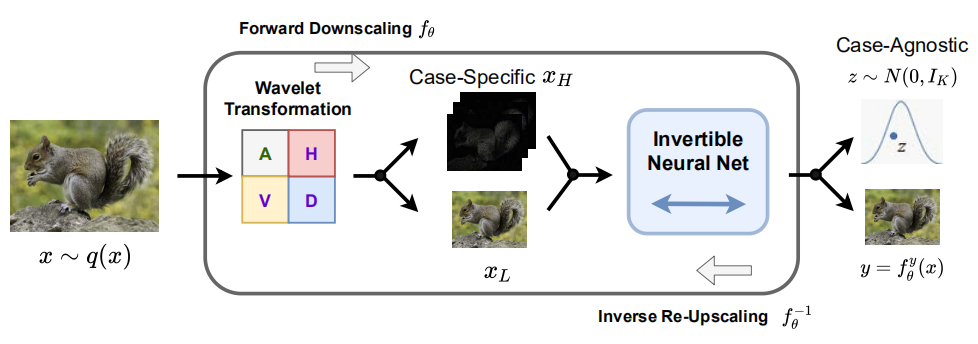 Forward Downscaling $f_\theta$
Wavelet
Transformation
A H
V D
Case-Specific $x_H$
$x_L$
Invertible
Neural Net
Case-Agnostic
$z \sim N(0, I_K)$
$z$
$x \sim q(x)$
$y = f_\theta^y(x)$
Inverse Re-Upscaling $f_\theta^{-1}$